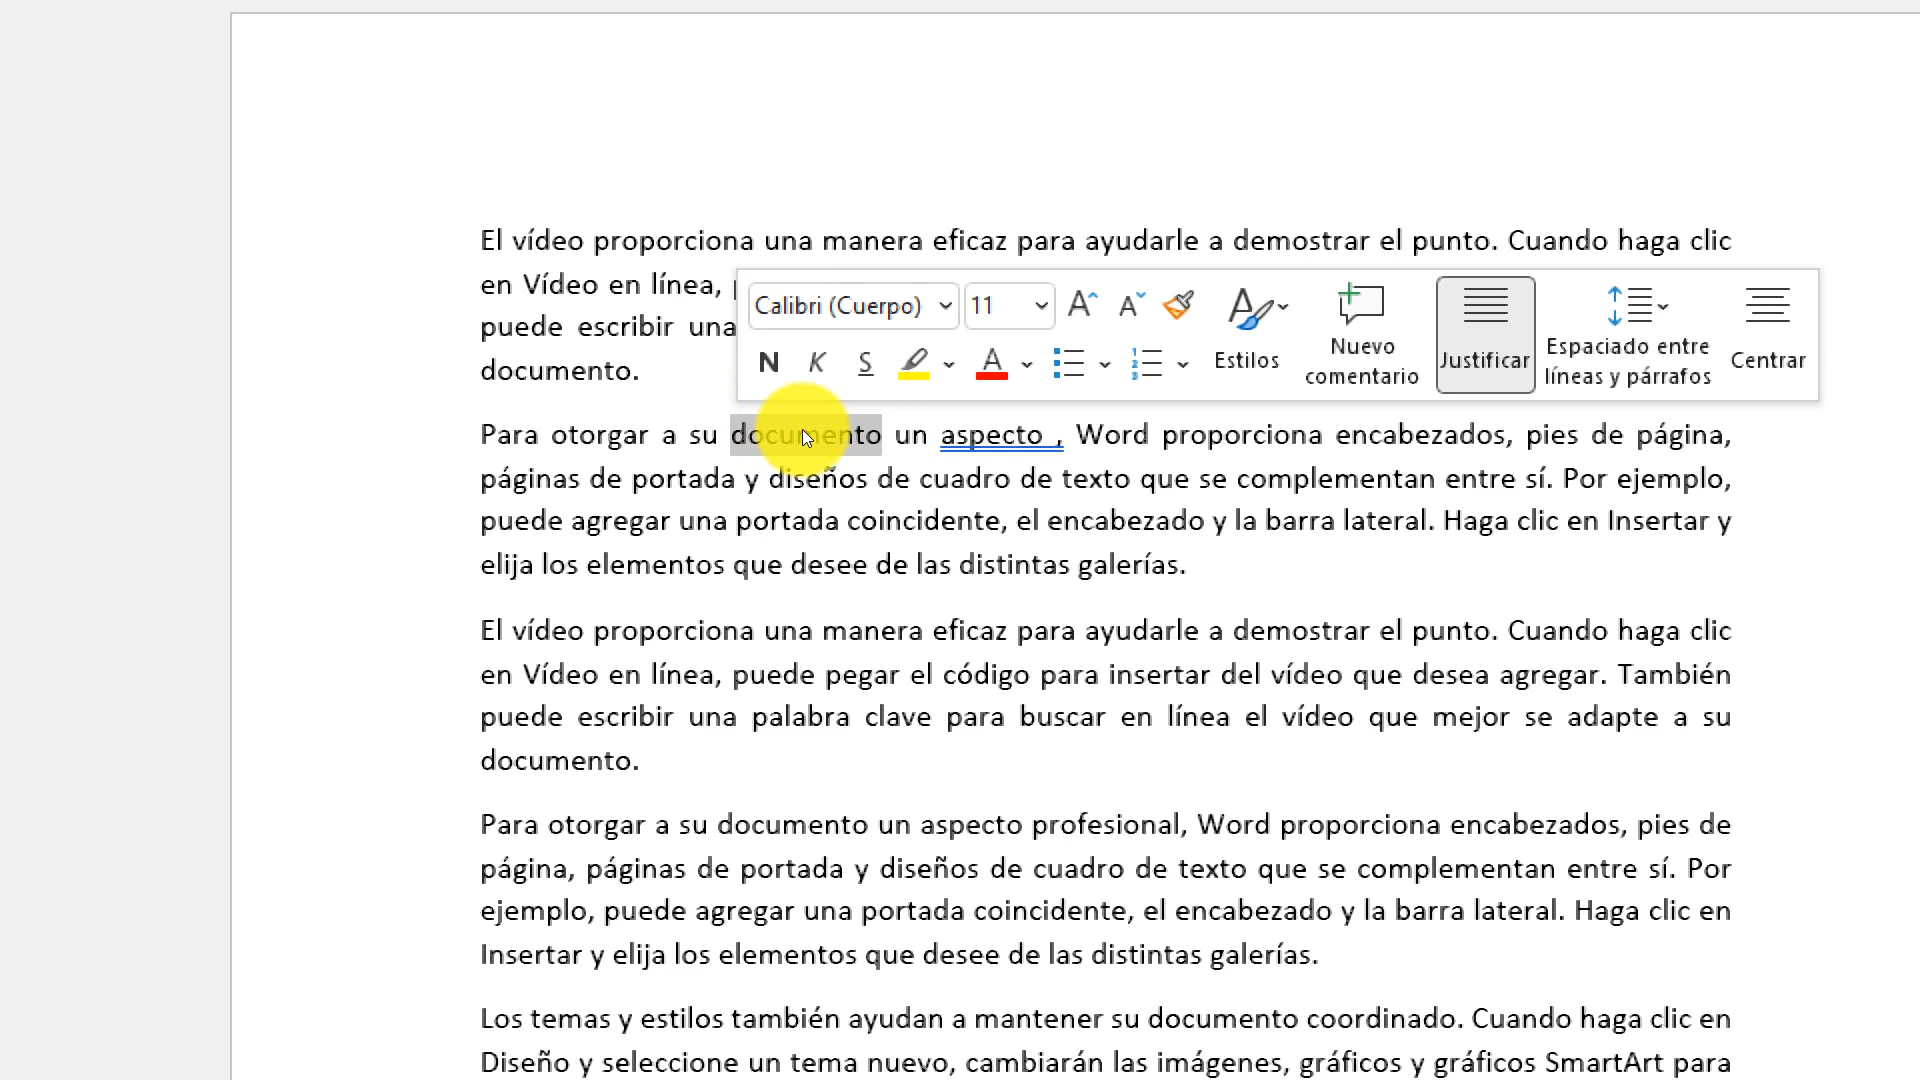 El vídeo proporciona una manera eficaz para ayudarle a demostrar el punto. Cuando haga clic
en Vídeo en línea,
puede escribir una
documento.
Calibri (Cuerpo) 11 A A
N K S A Estilos
Nuevo
comentario
Justificar
Espaciado entre
líneas y párrafos
Centrar
Para otorgar a su documento un aspecto , Word proporciona encabezados, pies de página,
páginas de portada y diseños de cuadro de texto que se complementan entre sí. Por ejemplo,
puede agregar una portada coincidente, el encabezado y la barra lateral. Haga clic en Insertar y
elija los elementos que desee de las distintas galerías.
El vídeo proporciona una manera eficaz para ayudarle a demostrar el punto. Cuando haga clic
en Vídeo en línea, puede pegar el código para insertar del vídeo que desea agregar. También
puede escribir una palabra clave para buscar en línea el vídeo que mejor se adapte a su
documento.
Para otorgar a su documento un aspecto profesional, Word proporciona encabezados, pies de
página, páginas de portada y diseños de cuadro de texto que se complementan entre sí. Por
ejemplo, puede agregar una portada coincidente, el encabezado y la barra lateral. Haga clic en
Insertar y elija los elementos que desee de las distintas galerías.
Los temas y estilos también ayudan a mantener su documento coordinado. Cuando haga clic en
Diseño y seleccione un tema nuevo, cambiarán las imágenes, gráficos y gráficos SmartArt para